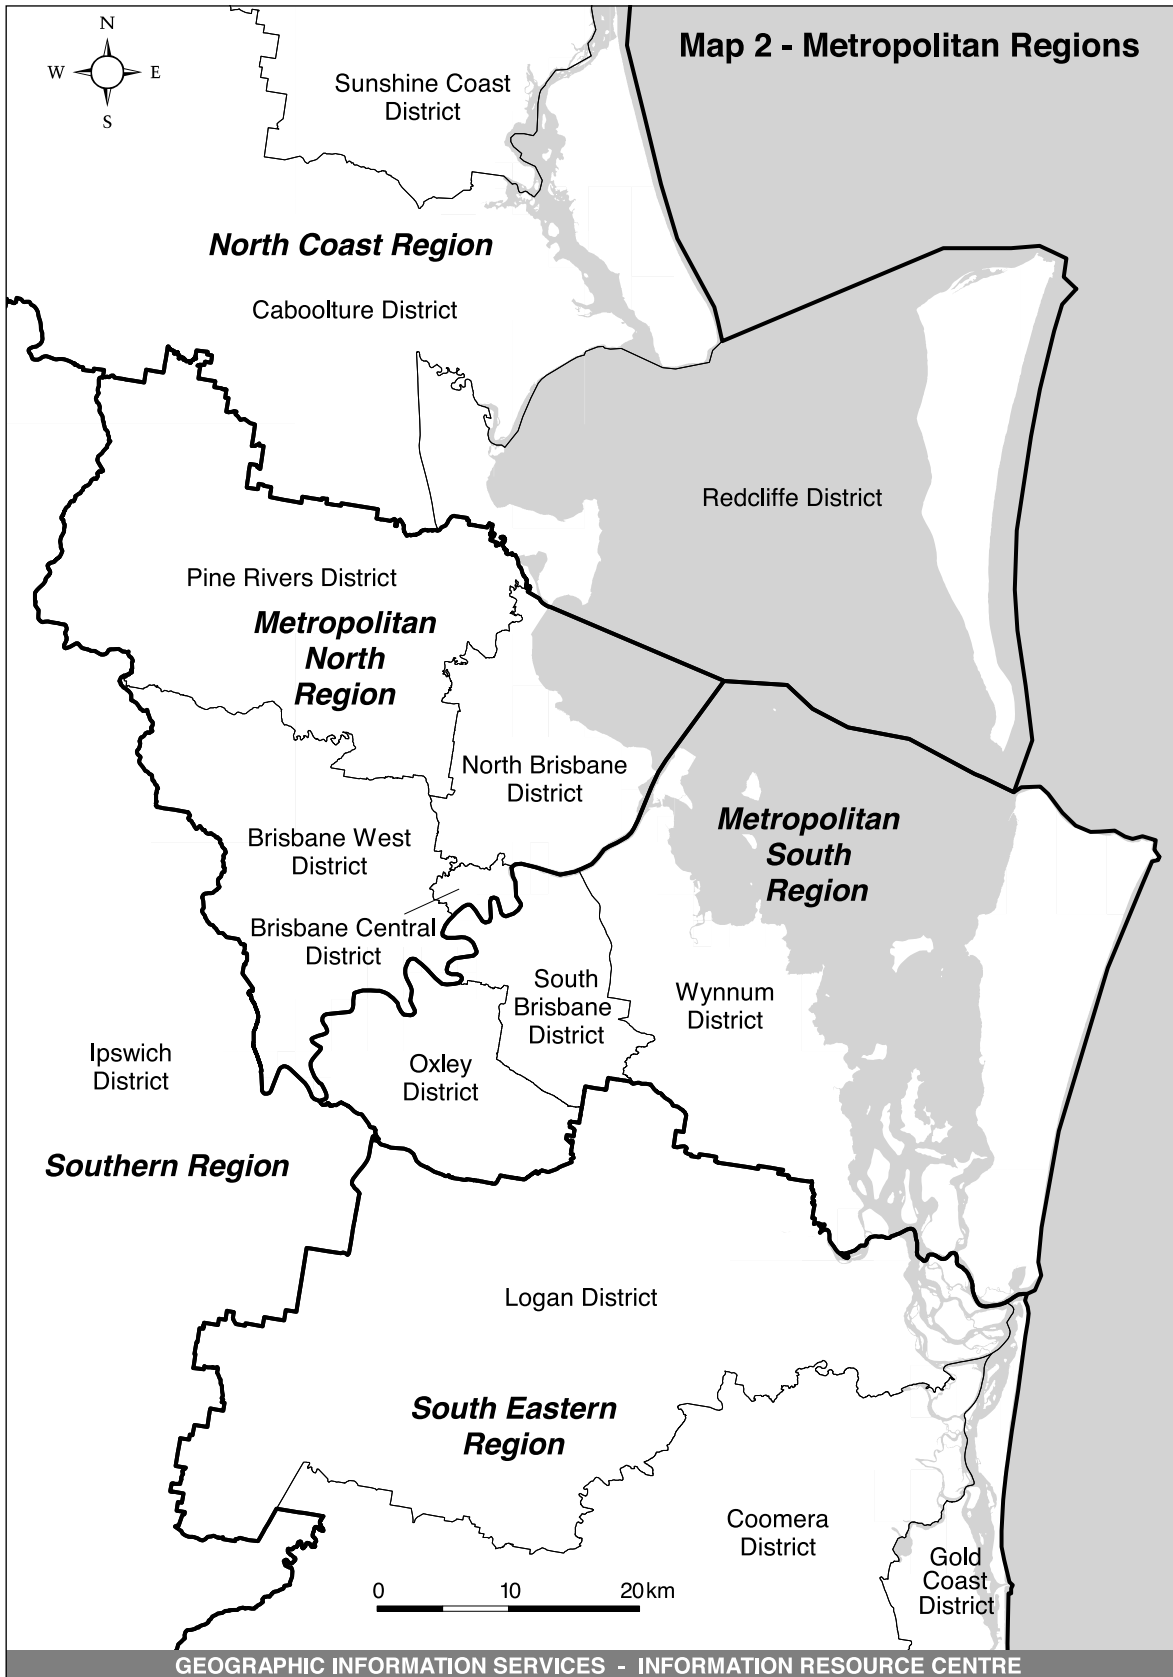 Map 2 - Metropolitan Regions
N
W
E
S
Sunshine Coast
District
North Coast Region
Caboolture District
Redcliffe District
Pine Rivers District
Metropolitan
North
Region
North Brisbane
District
Metropolitan
South
Region
Brisbane West
District
Brisbane Central
District
South
Brisbane
District
Wynnum
District
Ipswich
District
Oxley
District
Southern Region
Logan District
South Eastern
Region
Coomera
District
Gold
Coast
District
0 10 20 km
GEOGRAPHIC INFORMATION SERVICES - INFORMATION RESOURCE CENTRE